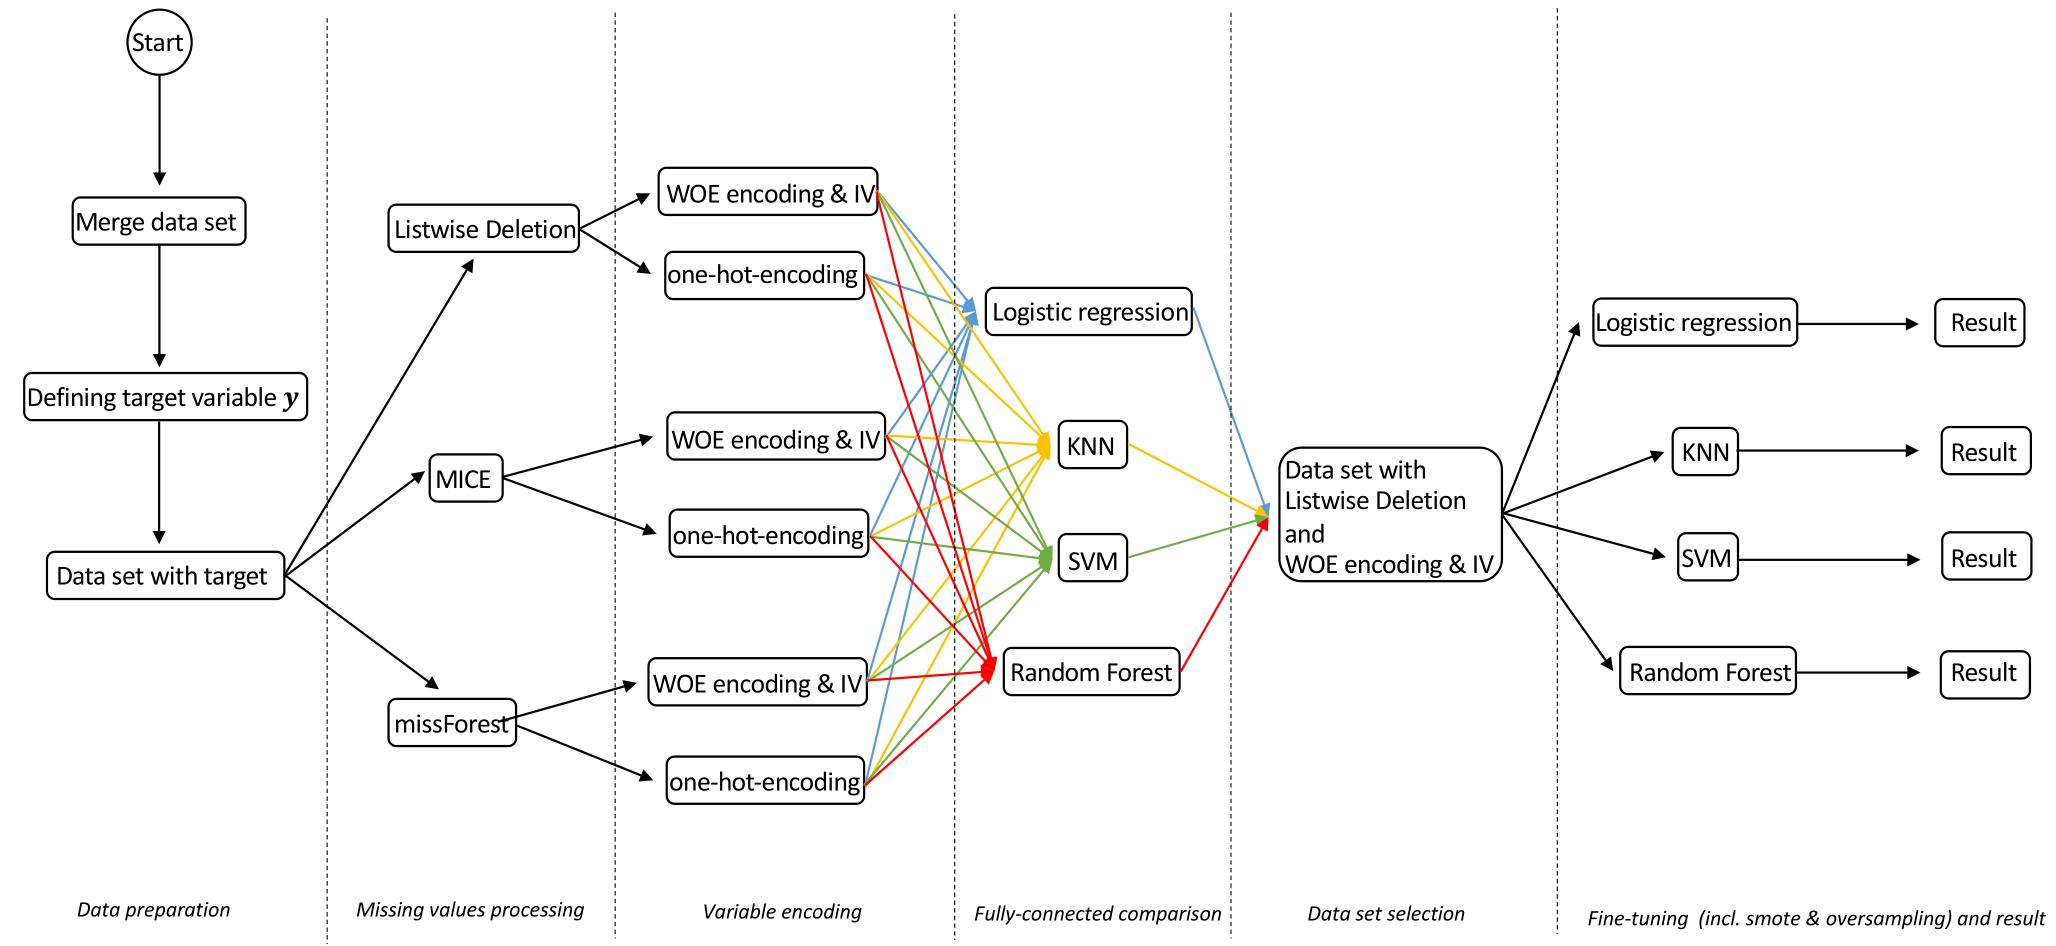 Start
Merge data set
Defining target variable y
Data set with target
Listwise Deletion
MICE
missForest
WOE encoding & IV
one-hot-encoding
WOE encoding & IV
one-hot-encoding
WOE encoding & IV
one-hot-encoding
Logistic regression
KNN
SVM
Random Forest
Data set with
Listwise Deletion
and
WOE encoding & IV
Logistic regression
Result
KNN
Result
SVM
Result
Random Forest
Result
Data preparation
Missing values processing
Variable encoding
Fully-connected comparison
Data set selection
Fine-tuning (incl. smote & oversampling) and result